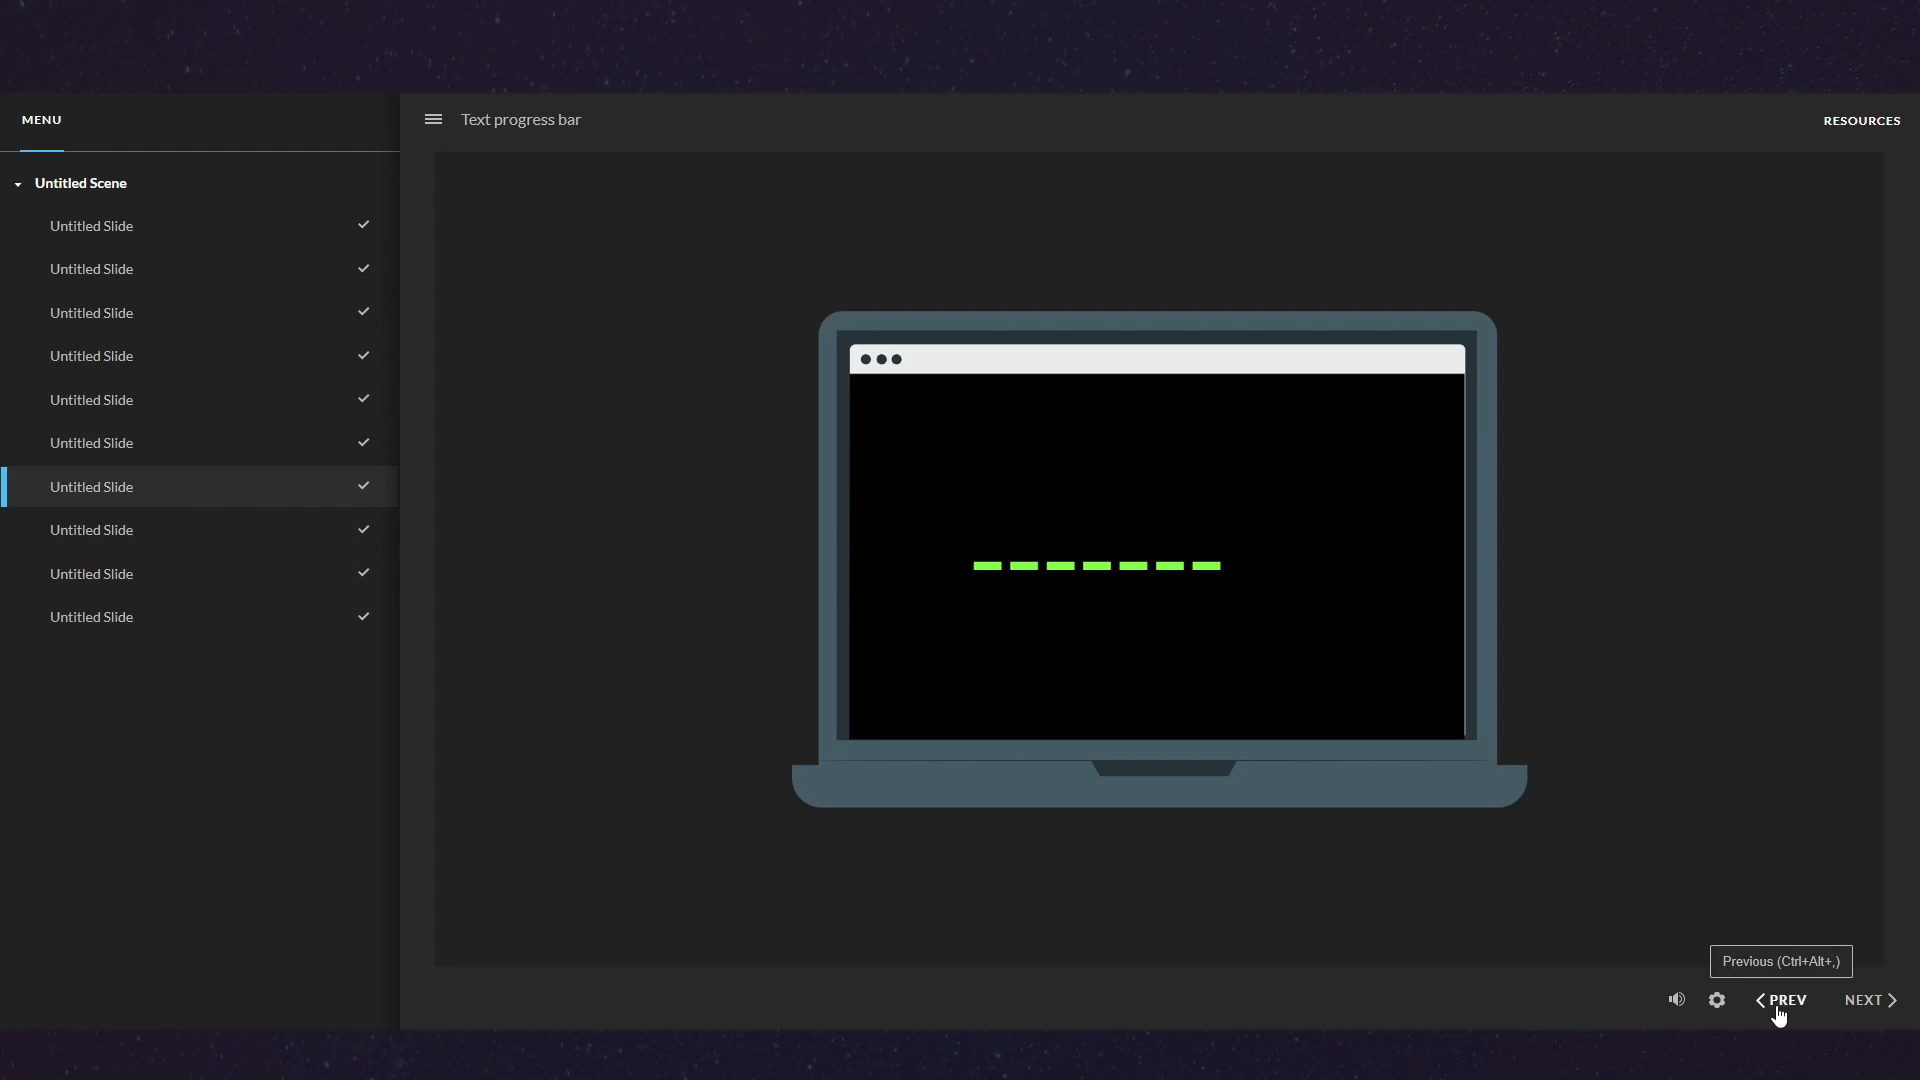 MENU
Text progress bar
RESOURCES
Untitled Scene
Untitled Slide
Untitled Slide
Untitled Slide
Untitled Slide
Untitled Slide
Untitled Slide
Untitled Slide
Untitled Slide
Untitled Slide
Untitled Slide
Previous (Ctrl+Alt+,)
PREV
NEXT